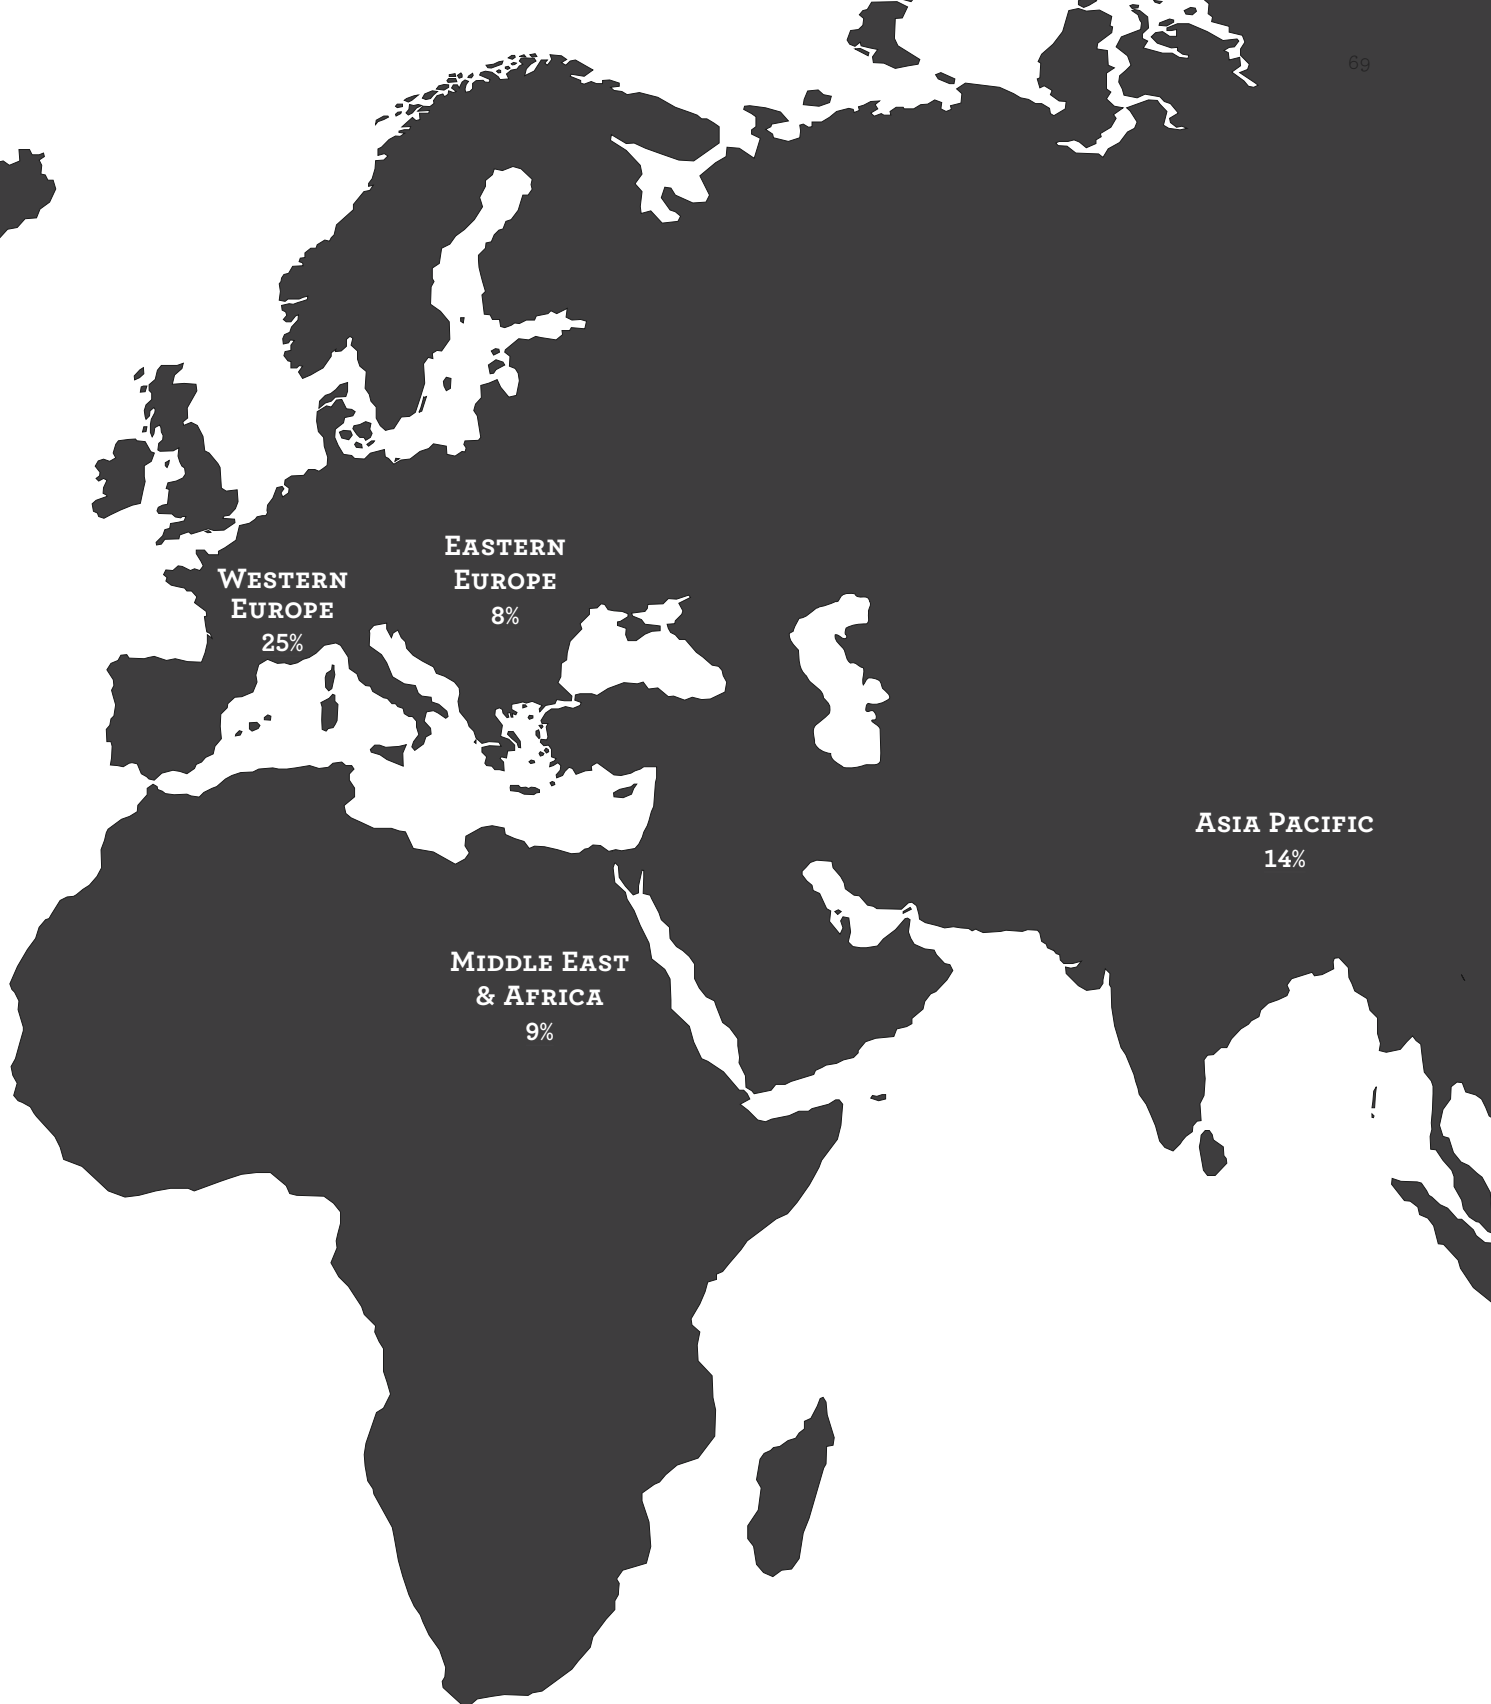 69
Eastern
Europe
8%
Western
Europe
25%
Asia Pacific
14%
Middle East
& Africa
9%